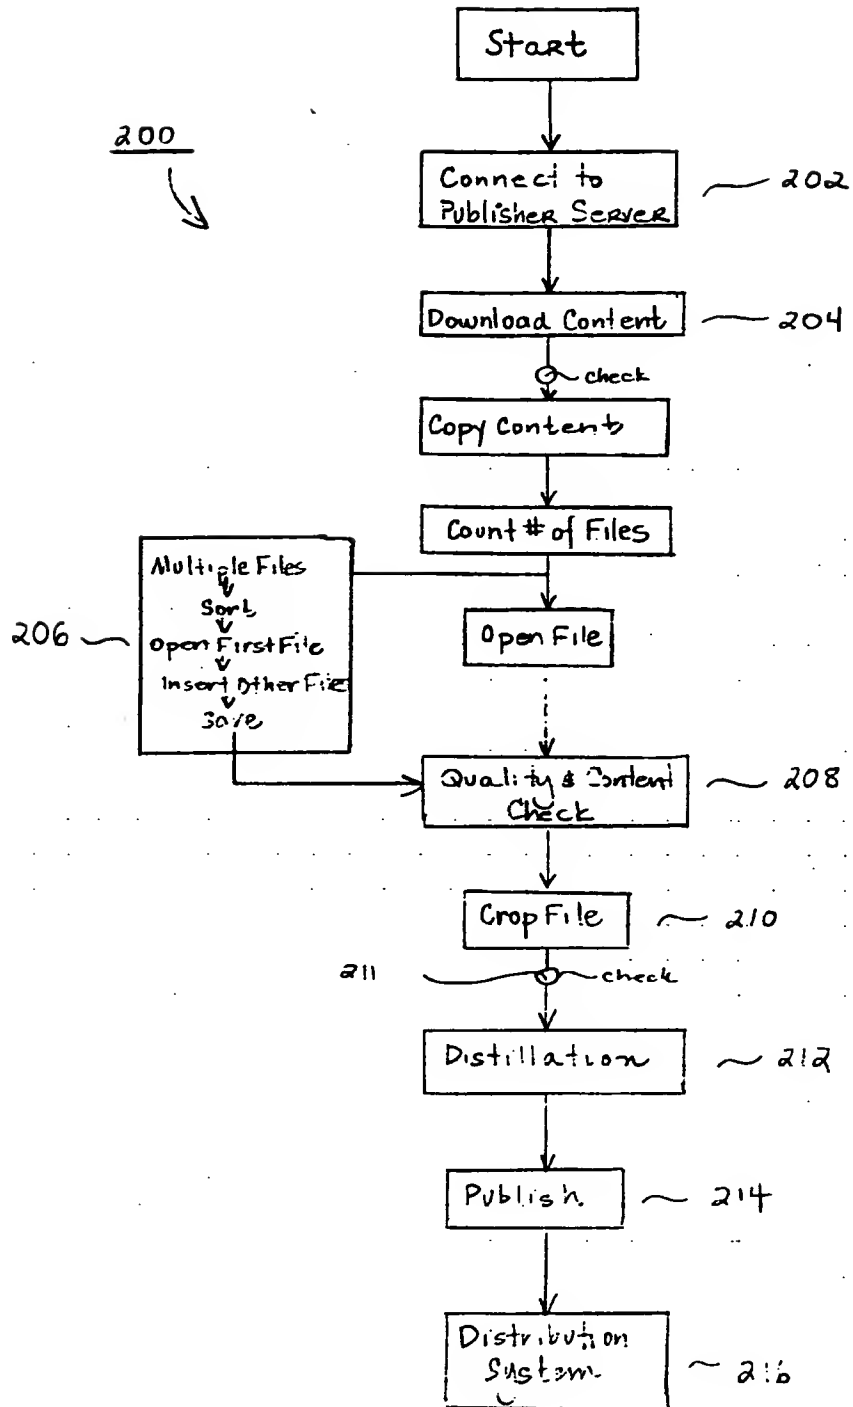 Start
200
Connect to
Publisher Server
202
Download Content
204
check
Copy Contents
Count # of Files
Multiple Files
Sort
Open First File
Insert Other File
Save
206
Open File
Quality & Content
Check
208
Crop File
210
211
check
Distillation
212
Publish
214
Distribution
System
216